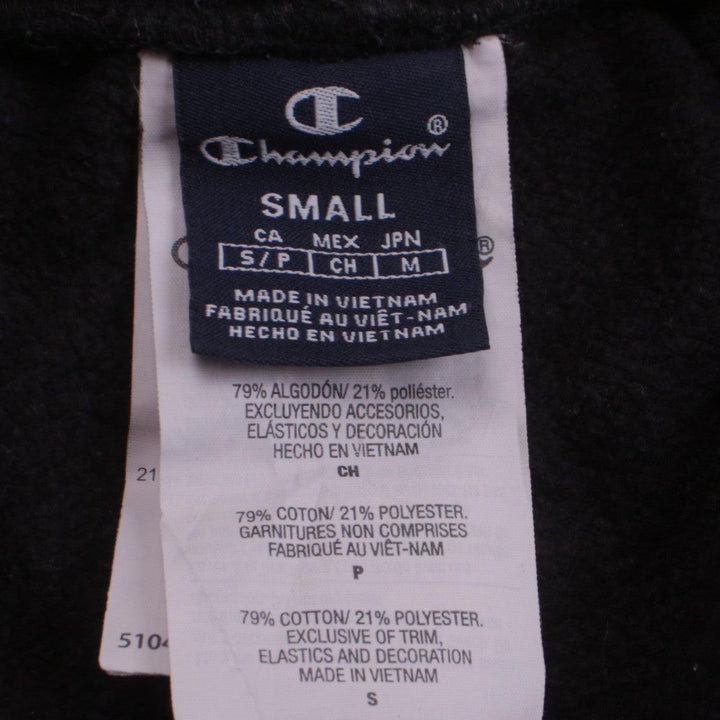 C
Champion®
SMALL
CA MEX JPN
S/P CH M
®
MADE IN VIETNAM
FABRIQUÉ AU VIÊT-NAM
HECHO EN VIETNAM
79% ALGODÓN/ 21% poliéster.
EXCLUYENDO ACCESORIOS,
ELÁSTICOS Y DECORACIÓN
HECHO EN VIETNAM
CH
21
79% COTON/ 21% POLYESTER.
GARNITURES NON COMPRISES
FABRIQUÉ AU VIÊT-NAM
P
79% COTTON/ 21% POLYESTER.
EXCLUSIVE OF TRIM,
ELASTICS AND DECORATION
MADE IN VIETNAM
S
5104